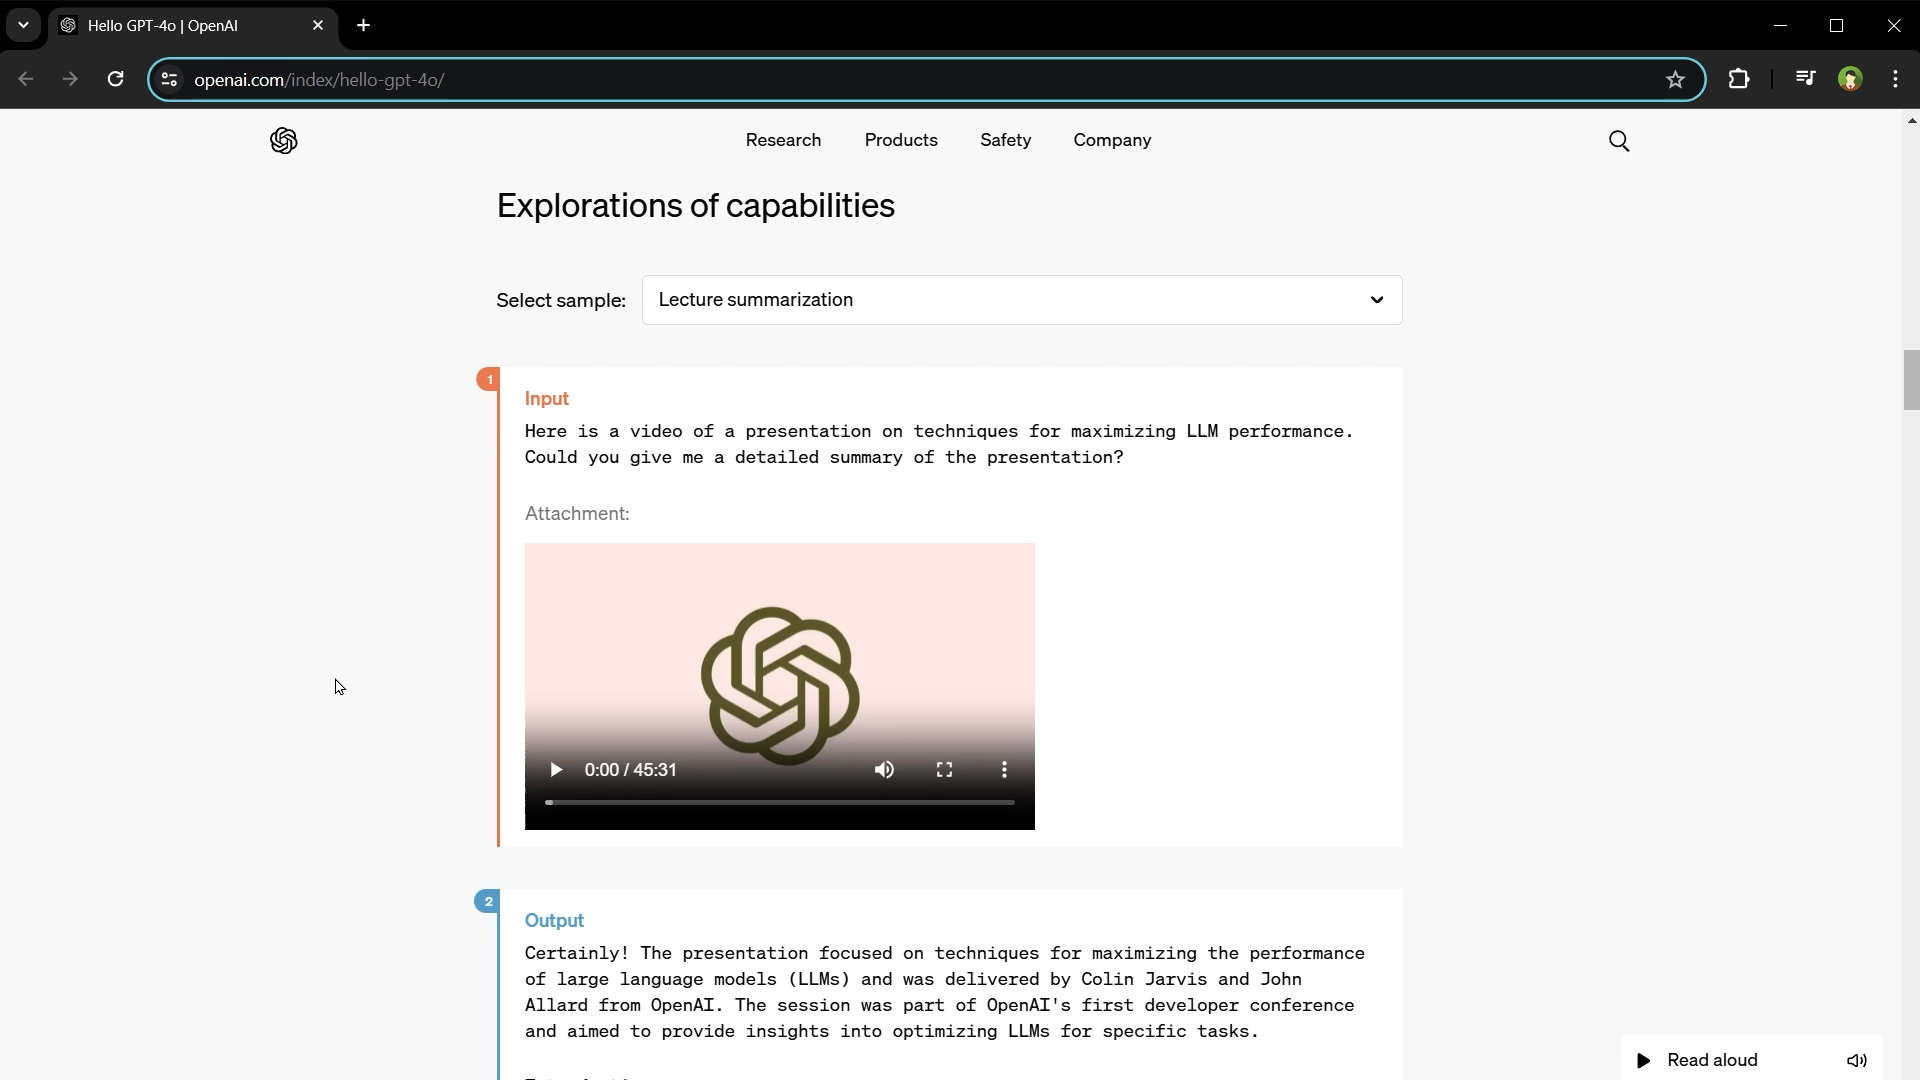 Hello GPT-4o | OpenAI
openai.com/index/hello-gpt-4o/
Research Products Safety Company
Explorations of capabilities
Select sample: Lecture summarization
1
Input
Here is a video of a presentation on techniques for maximizing LLM performance.
Could you give me a detailed summary of the presentation?
Attachment:
0:00 / 45:31
2
Output
Certainly! The presentation focused on techniques for maximizing the performance
of large language models (LLMs) and was delivered by Colin Jarvis and John
Allard from OpenAI. The session was part of OpenAI's first developer conference
and aimed to provide insights into optimizing LLMs for specific tasks.
Read aloud